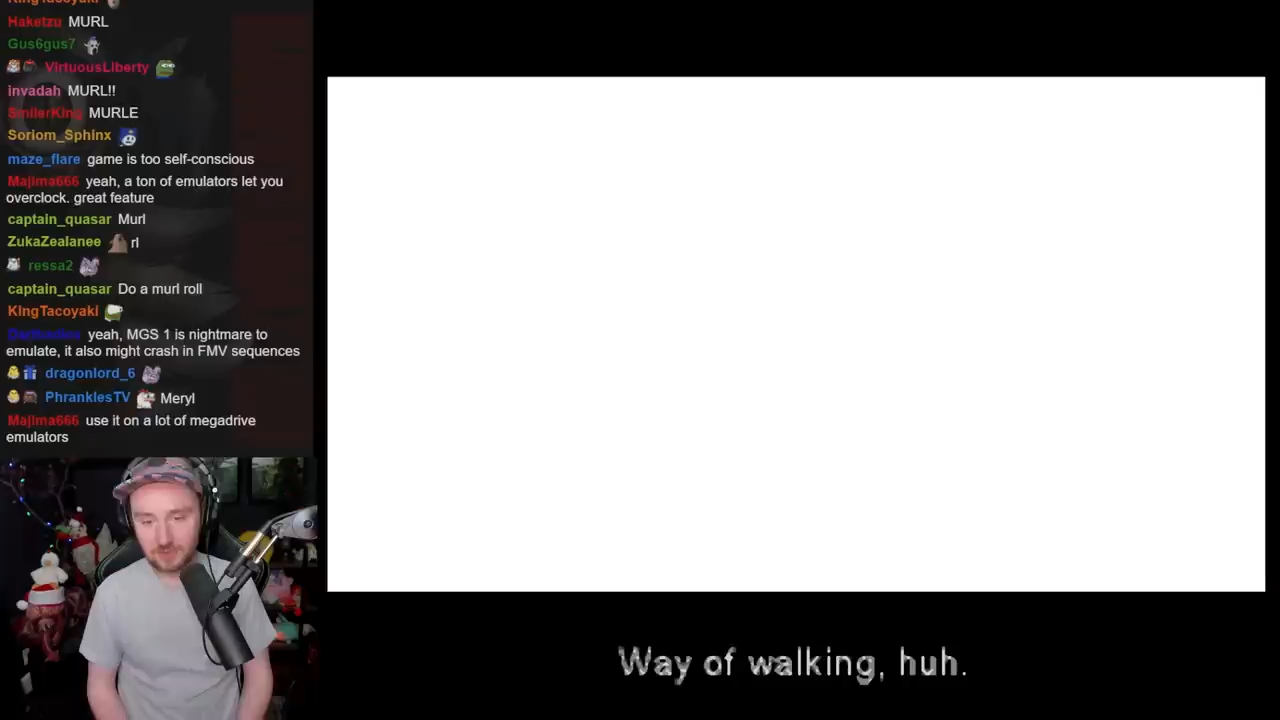 Haketzu MURL
Gus6gus7
VirtuousLiberty
invadah MURL!!
SmilerKing MURLE
Soriom_Sphinx
maze_flare game is too self-conscious
Majima666 yeah, a ton of emulators let you
overclock. great feature
captain_quasar Murl
ZukaZealanee rl
ressa2
captain_quasar Do a murl roll
KIngTacoyaki
yeah, MGS 1 is nightmare to
emulate, it also might crash in FMV sequences
dragonlord_6
PhranklesTV Meryl
Majima666 use it on a lot of megadrive
emulators
Way of walking, huh.